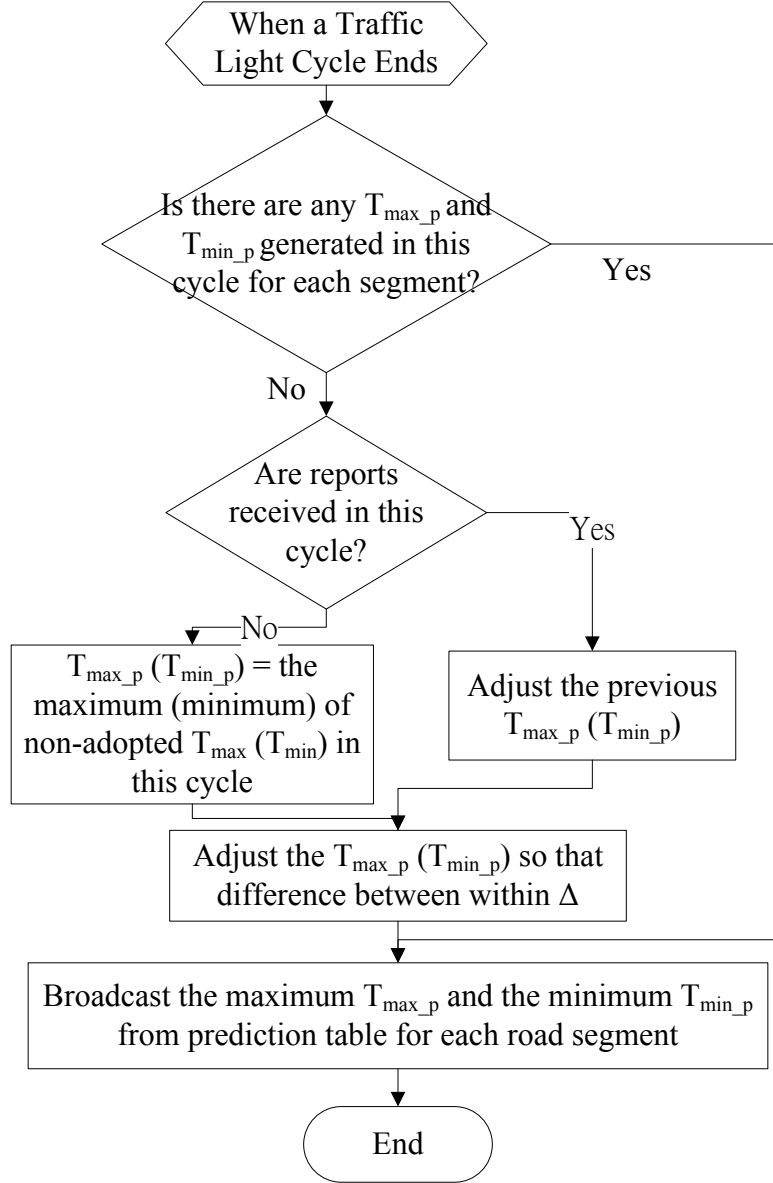 When a Traffic
Light Cycle Ends
Is there are any T_max_p and
T_min_p generated in this
cycle for each segment?
Yes
No
Are reports
received in this
cycle?
Yes
No
T_max_p (T_min_p) = the
maximum (minimum) of
non-adopted T_max (T_min) in
this cycle
Adjust the previous
T_max_p (T_min_p)
Adjust the T_max_p (T_min_p) so that
difference between within Δ
Broadcast the maximum T_max_p and the minimum T_min_p
from prediction table for each road segment
End